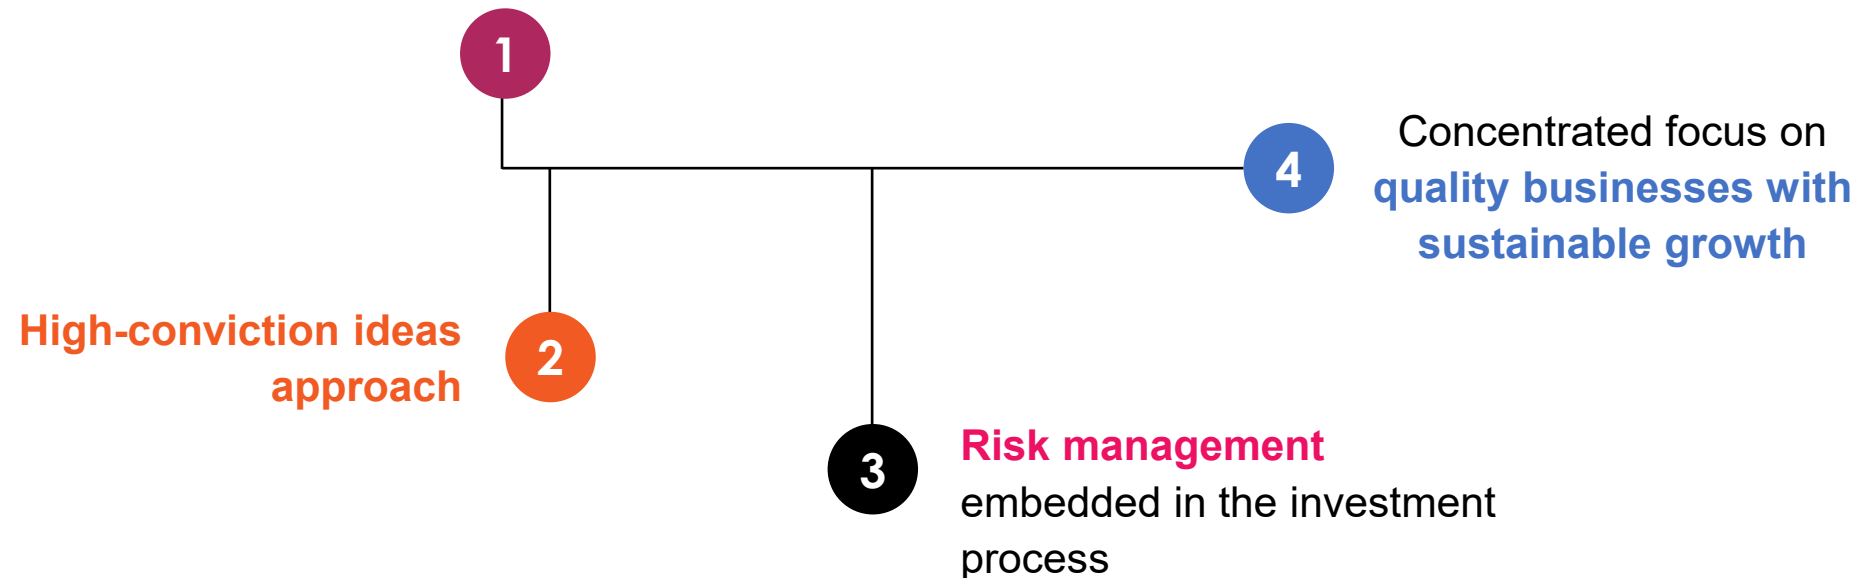 1
4
Concentrated focus on
quality businesses with
sustainable growth
High-conviction ideas
approach
2
3
Risk management
embedded in the investment
process